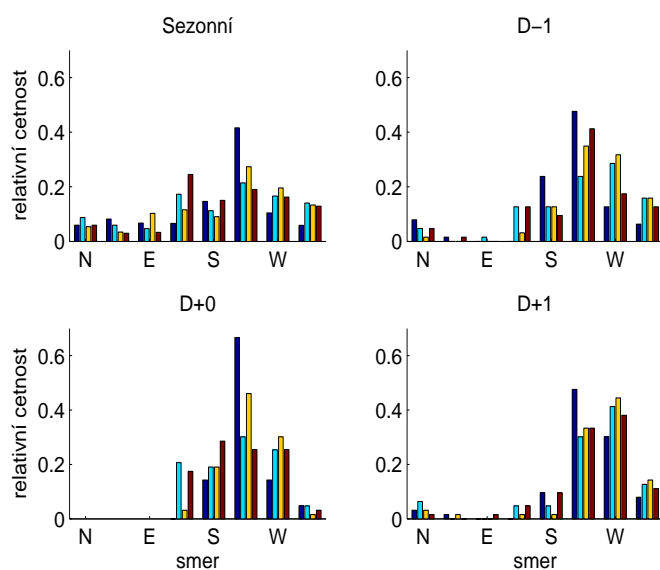 Sezonní
D−1
relativní cetnost
0.6
0.4
0.2
0
N E S W
0.6
0.4
0.2
0
N E S W
D+0
D+1
relativní cetnost
0.6
0.4
0.2
0
N E S W
smer
0.6
0.4
0.2
0
N E S W
smer